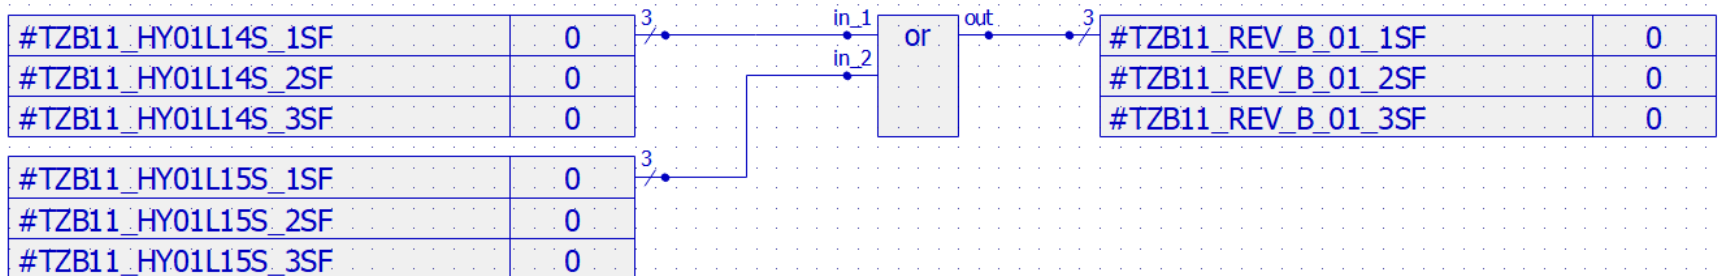 3 in_1 out 3
#TZB11_HY01L14S_1SF 0 or #TZB11_REV_B_01_1SF 0
in_2
#TZB11_HY01L14S_2SF 0 #TZB11_REV_B_01_2SF 0
#TZB11_HY01L14S_3SF 0 #TZB11_REV_B_01_3SF 0
3
#TZB11_HY01L15S_1SF 0
#TZB11_HY01L15S_2SF 0
#TZB11_HY01L15S_3SF 0